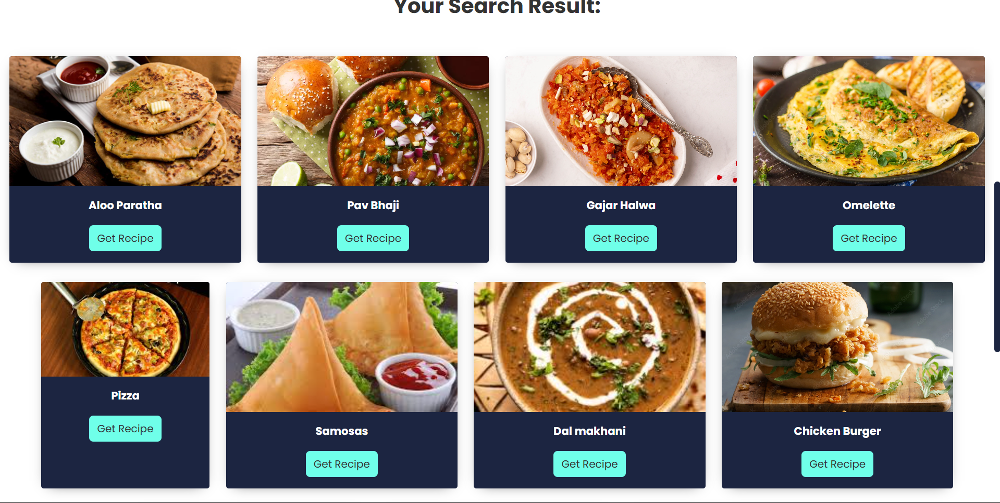 Your Search Result:
Aloo Paratha
Get Recipe
Pav Bhaji
Get Recipe
Gajar Halwa
Get Recipe
Omelette
Get Recipe
Pizza
Get Recipe
Samosas
Get Recipe
Dal makhani
Get Recipe
Chicken Burger
Get Recipe